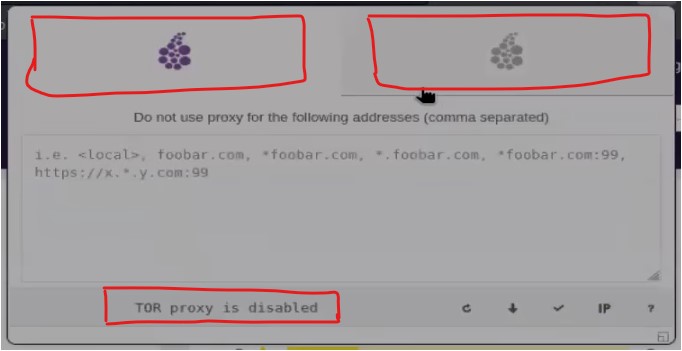 Do not use proxy for the following addresses (comma separated)
i.e. <local>, foobar.com, *foobar.com, *.foobar.com, *foobar.com:99,
https://x.*.y.com:99
TOR proxy is disabled
IP
?